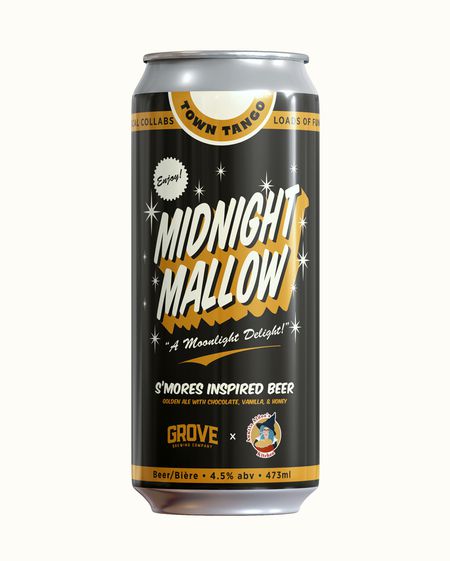 TOWN TANGO
CAL COLLABS
LOADS OF FUN
Enjoy!
MIDNIGHT
MALLOW
"A Moonlight Delight!"
S'MORES INSPIRED BEER
GOLDEN ALE WITH CHOCOLATE, VANILLA, & HONEY
GROVE x
BREWING COMPANY
Kitchen
Beer/Bière • 4.5% abv • 473ml